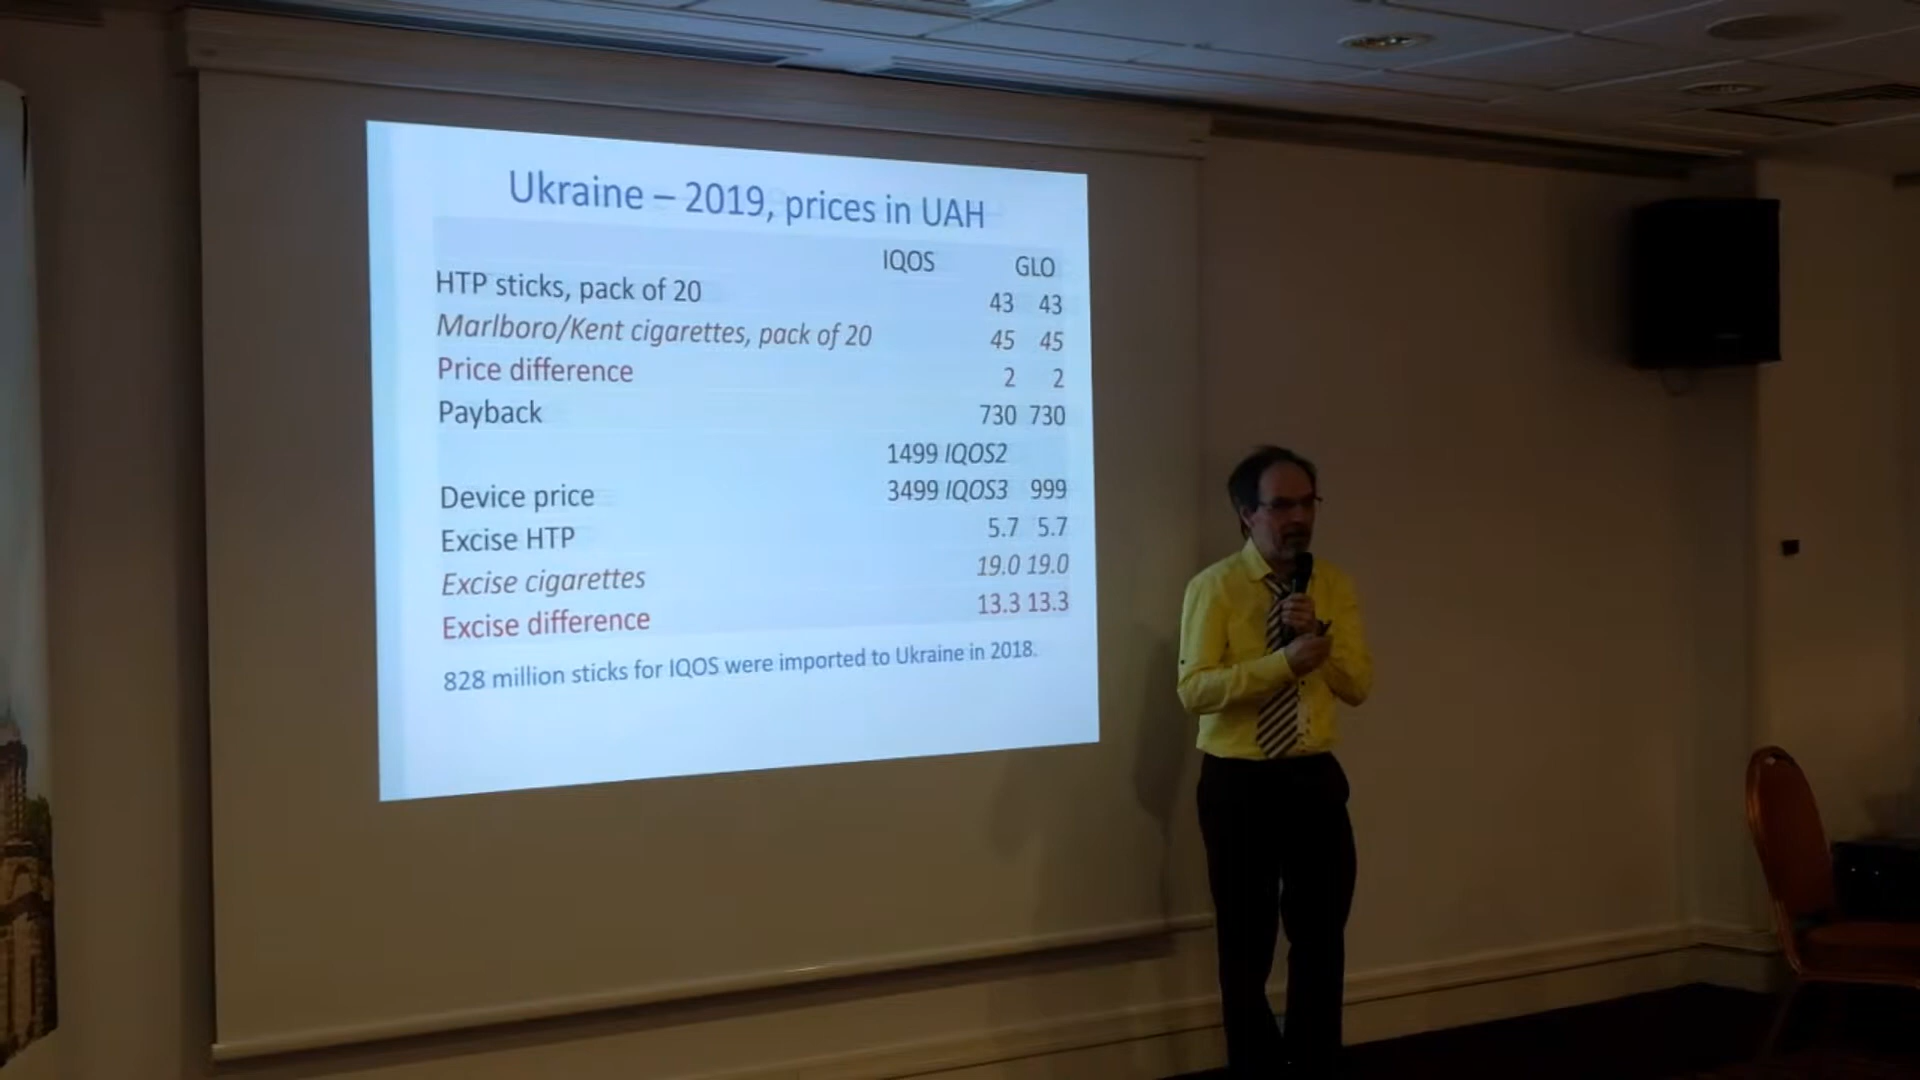 Ukraine – 2019, prices in UAH
IQOS GLO
HTP sticks, pack of 20 43 43
Marlboro/Kent cigarettes, pack of 20 45 45
Price difference 2 2
Payback 730 730
1499 IQOS2
Device price 3499 IQOS3 999
Excise HTP 5.7 5.7
Excise cigarettes 19.0 19.0
Excise difference 13.3 13.3
828 million sticks for IQOS were imported to Ukraine in 2018.